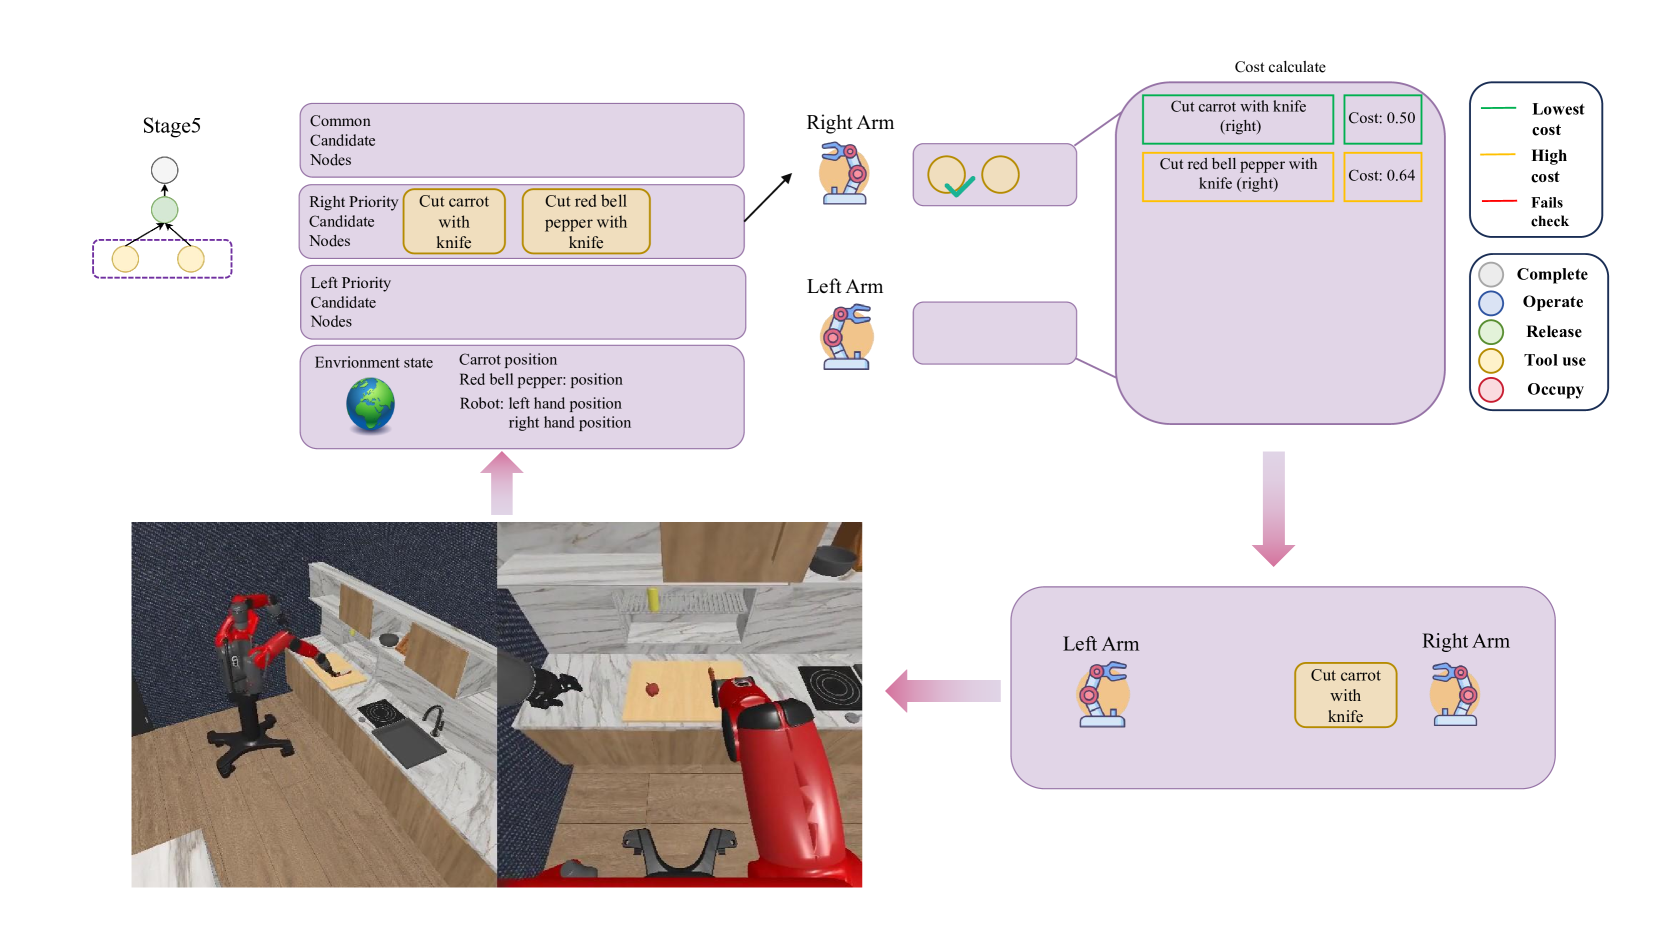 Stage5
Common
Candidate
Nodes
Right Priority
Candidate
Nodes
Cut carrot
with
knife
Cut red bell
pepper with
knife
Left Priority
Candidate
Nodes
Envrionment state
Carrot position
Red bell pepper: position
Robot: left hand position
right hand position
Right Arm
Left Arm
Cost calculate
Cut carrot with knife
(right)
Cost: 0.50
Cut red bell pepper with
knife (right)
Cost: 0.64
Lowest
cost
High
cost
Fails
check
Complete
Operate
Release
Tool use
Occupy
Left Arm
Cut carrot
with
knife
Right Arm